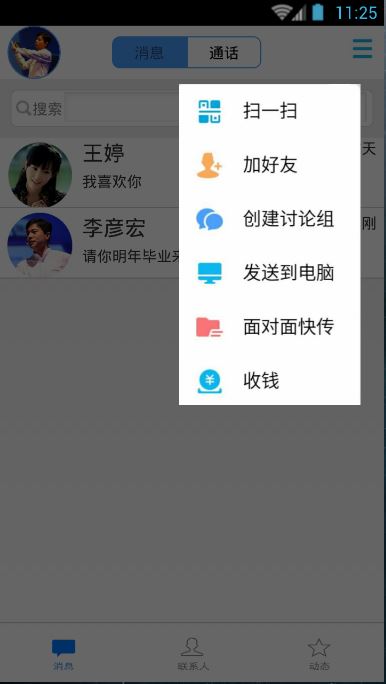 11:25
消息 通话
搜索
扫一扫
加好友
创建讨论组
发送到电脑
面对面快传
收钱
王婷
天
我喜欢你
李彦宏
刚
请你明年毕业来
消息 联系人 动态